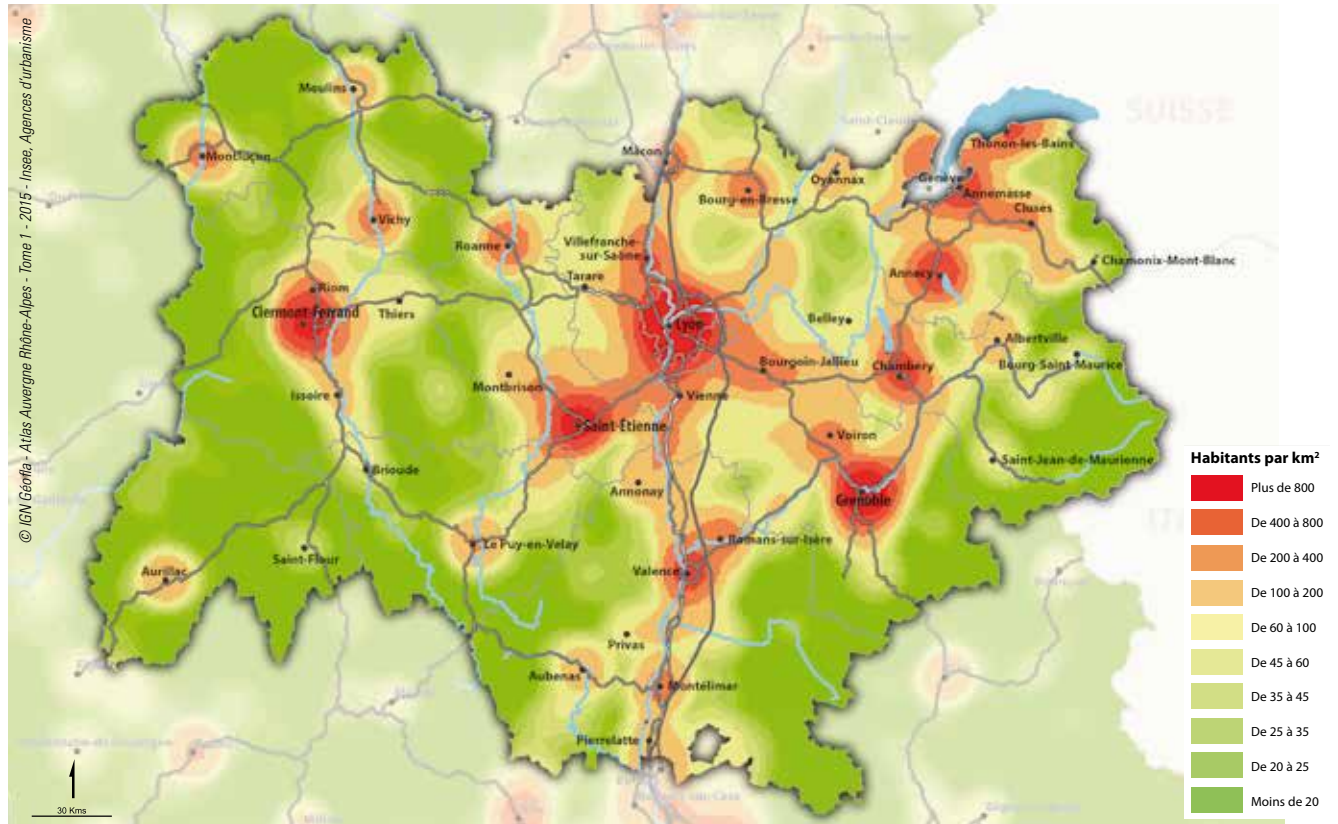 © IGN Géofla - Atlas Auvergne Rhône-Alpes - Tome 1 - 2015 - Insee, Agences d'urbanisme
Moulins
SUISSE
Saint-Claude
Thonon-les-Bains
Montluçon
Mâcon
Oyonnax
Genève
Annemasse
Bourg-en-Bresse
Cluses
Vichy
Roanne
Villefranche-
sur-Saône
Chamonix-Mont-Blanc
Annecy
Tarare
Riom
Clermont-Ferrand
Thiers
Lyon
Belley
Albertville
Bourgoin-Jallieu
Chambéry
Bourg-Saint-Maurice
Montbrison
Issoire
Vienne
Saint-Étienne
Voiron
Brioude
Saint-Jean-de-Maurienne
Annonay
Grenoble
Le Puy-en-Velay
Romans-sur-Isère
Saint-Flour
Aurillac
Valence
Privas
Aubenas
Montélimar
Pierrelatte
30 Kms
Habitants par km²
Plus de 800
De 400 à 800
De 200 à 400
De 100 à 200
De 60 à 100
De 45 à 60
De 35 à 45
De 25 à 35
De 20 à 25
Moins de 20